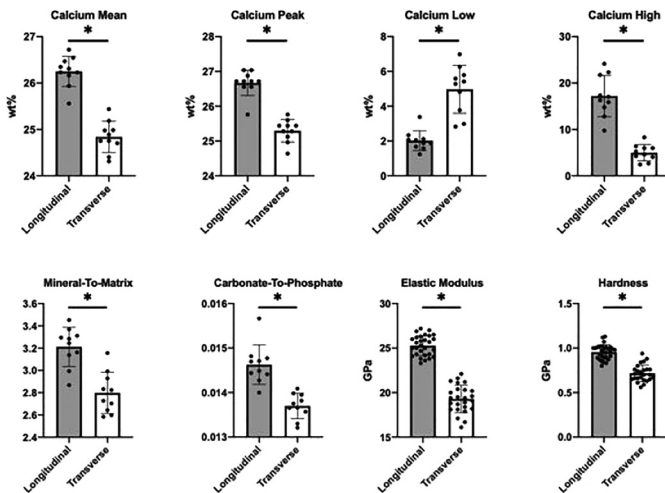 Calcium Mean
*
27
26
25
24
wt%
Longitudinal
Transverse
Calcium Peak
*
28
27
26
25
24
wt%
Longitudinal
Transverse
Calcium Low
*
8
6
4
2
0
wt%
Longitudinal
Transverse
Calcium High
*
30
20
10
0
wt%
Longitudinal
Transverse
Mineral-To-Matrix
*
3.6
3.4
3.2
3.0
2.8
2.6
2.4
Longitudinal
Transverse
Carbonate-To-Phosphate
*
0.016
0.015
0.014
0.013
Longitudinal
Transverse
Elastic Modulus
*
30
25
20
15
GPa
Longitudinal
Transverse
Hardness
*
1.5
1.0
0.5
0.0
GPa
Longitudinal
Transverse